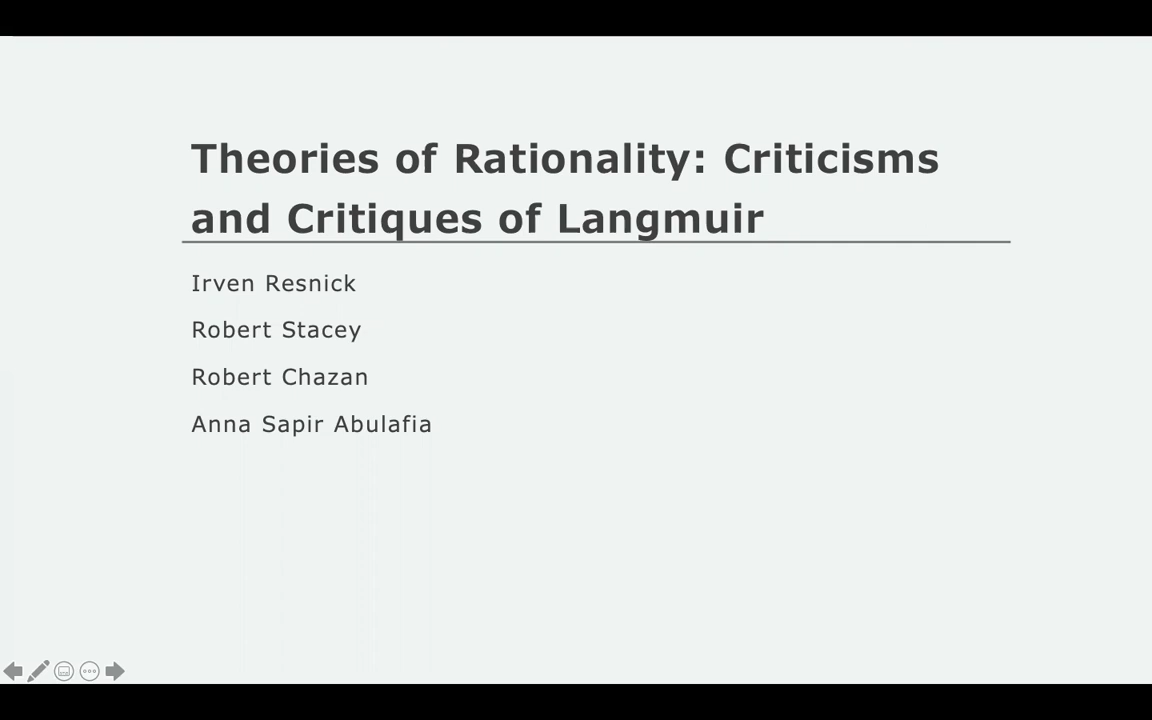 Theories of Rationality: Criticisms
and Critiques of Langmuir
Irven Resnick
Robert Stacey
Robert Chazan
Anna Sapir Abulafia